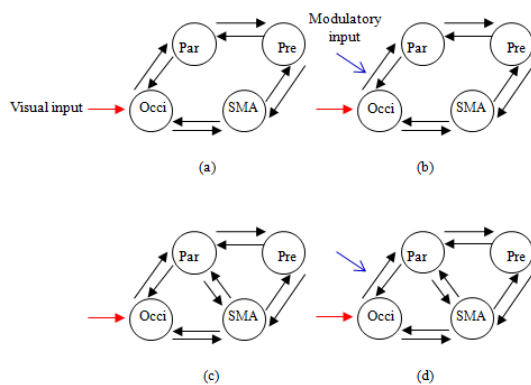 Modulatory
input
Par
Pre
Par
Pre
Visual input
Occi
SMA
Occi
SMA
(a)
(b)
Par
Pre
Par
Pre
Occi
SMA
Occi
SMA
(c)
(d)